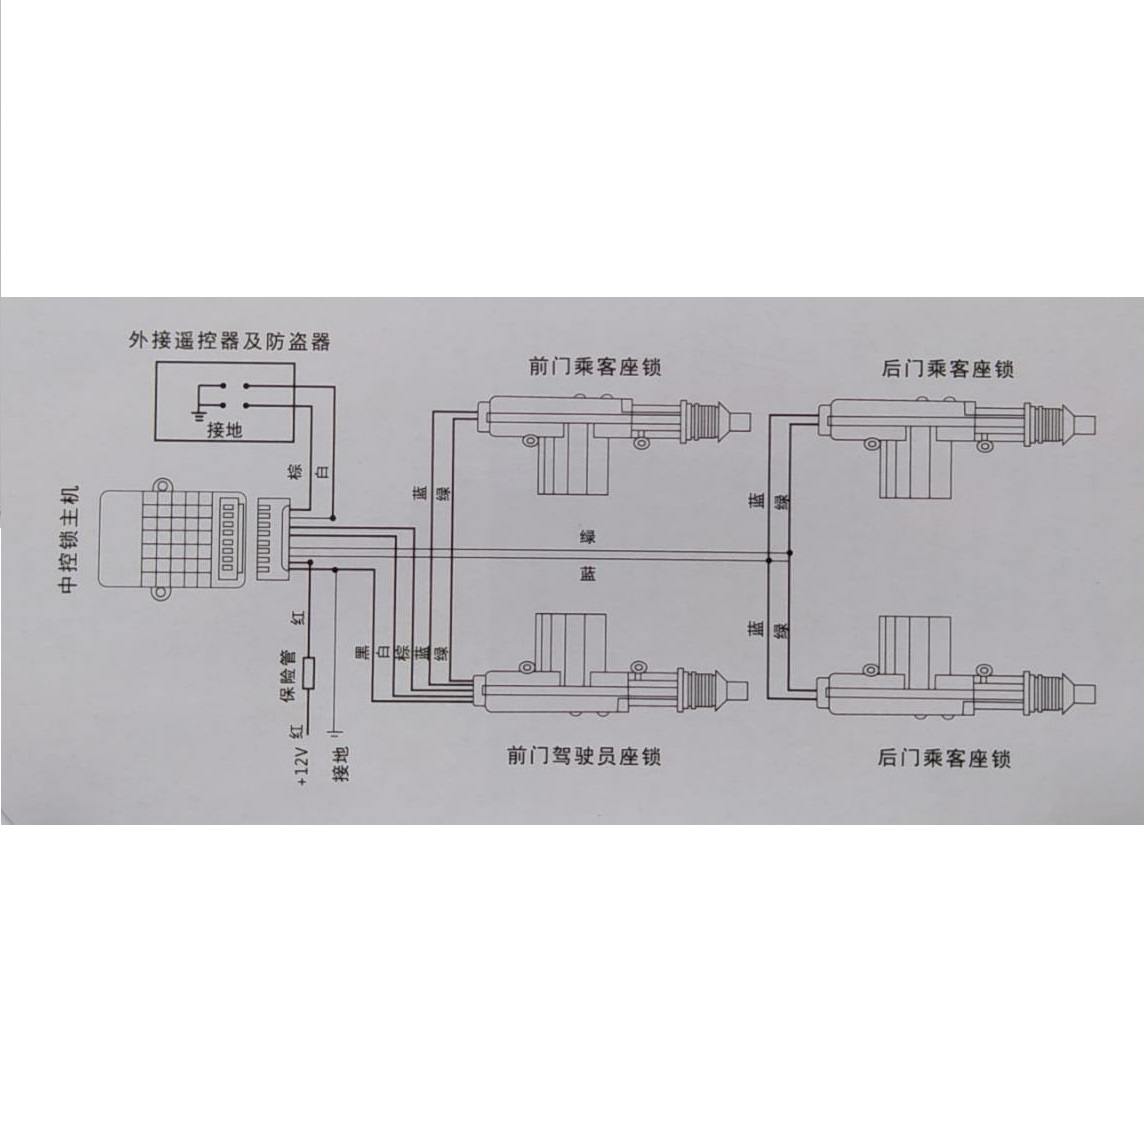 外接遥控器及防盗器
接地
棕
白
中控锁主机
前门乘客座锁
后门乘客座锁
蓝
绿
蓝
绿
绿
蓝
红
保险管
红
+12V
接地
黑
白
棕
蓝
绿
蓝
绿
前门驾驶员座锁
后门乘客座锁